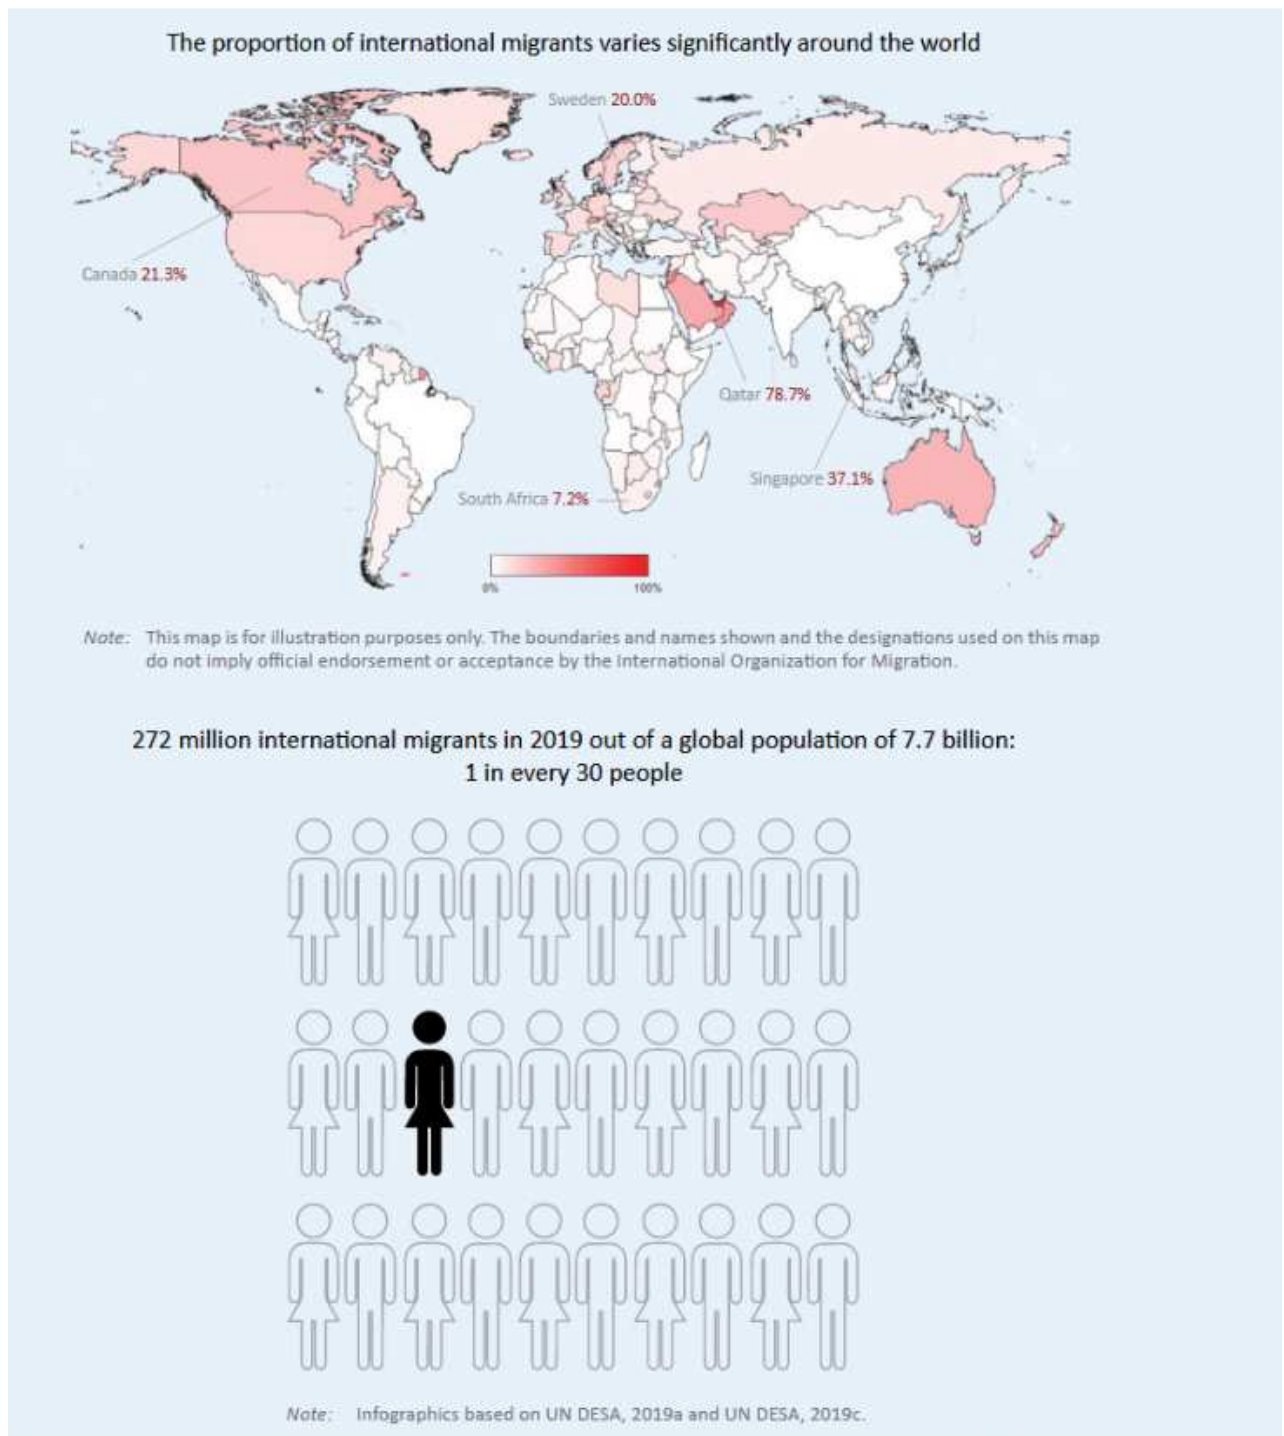 The proportion of international migrants varies significantly around the world
Sweden 20.0%
Canada 21.3%
Qatar 78.7%
Singapore 37.1%
South Africa 7.2%
0% 100%
Note: This map is for illustration purposes only. The boundaries and names shown and the designations used on this map
do not imply official endorsement or acceptance by the International Organization for Migration.
272 million international migrants in 2019 out of a global population of 7.7 billion:
1 in every 30 people
Note: Infographics based on UN DESA, 2019a and UN DESA, 2019c.